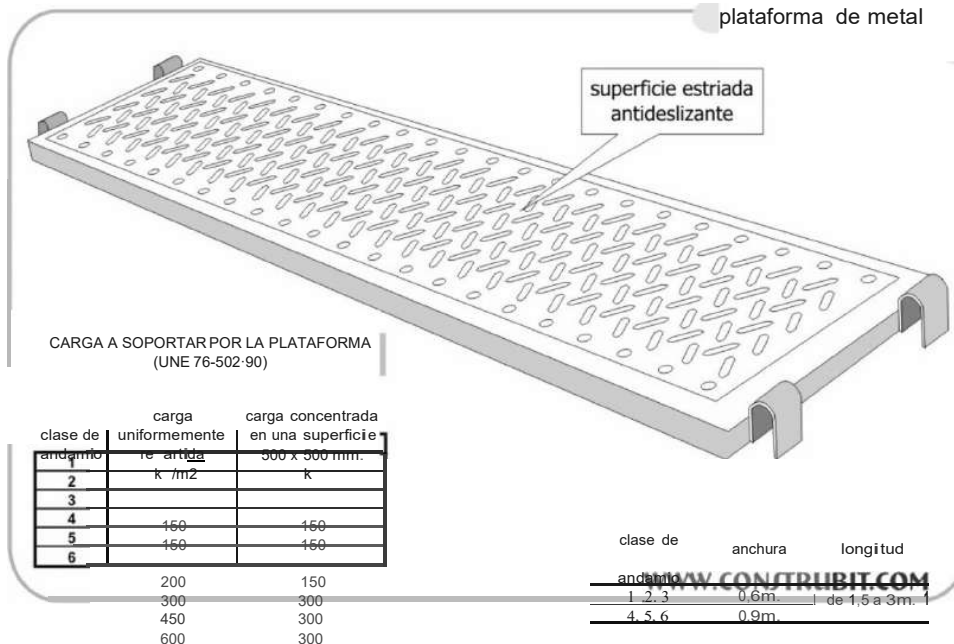 plataforma de metal
superficie estriada
antideslizante
CARGA A SOPORTAR POR LA PLATAFORMA
(UNE 76-502·90)
clase de andamio
carga uniformemente re artida k /m2
carga concentrada en una superficie 500 x 500 mm. k
1
2
3
4
5
6
150 150
150 150
200 150
300 300
450 300
600 300
clase de andamio anchura longitud
WWW.CONSTRUBIT.COM
1 .2. 3 0,6m. de 1,5 a 3m.
4. 5. 6 0.9m.